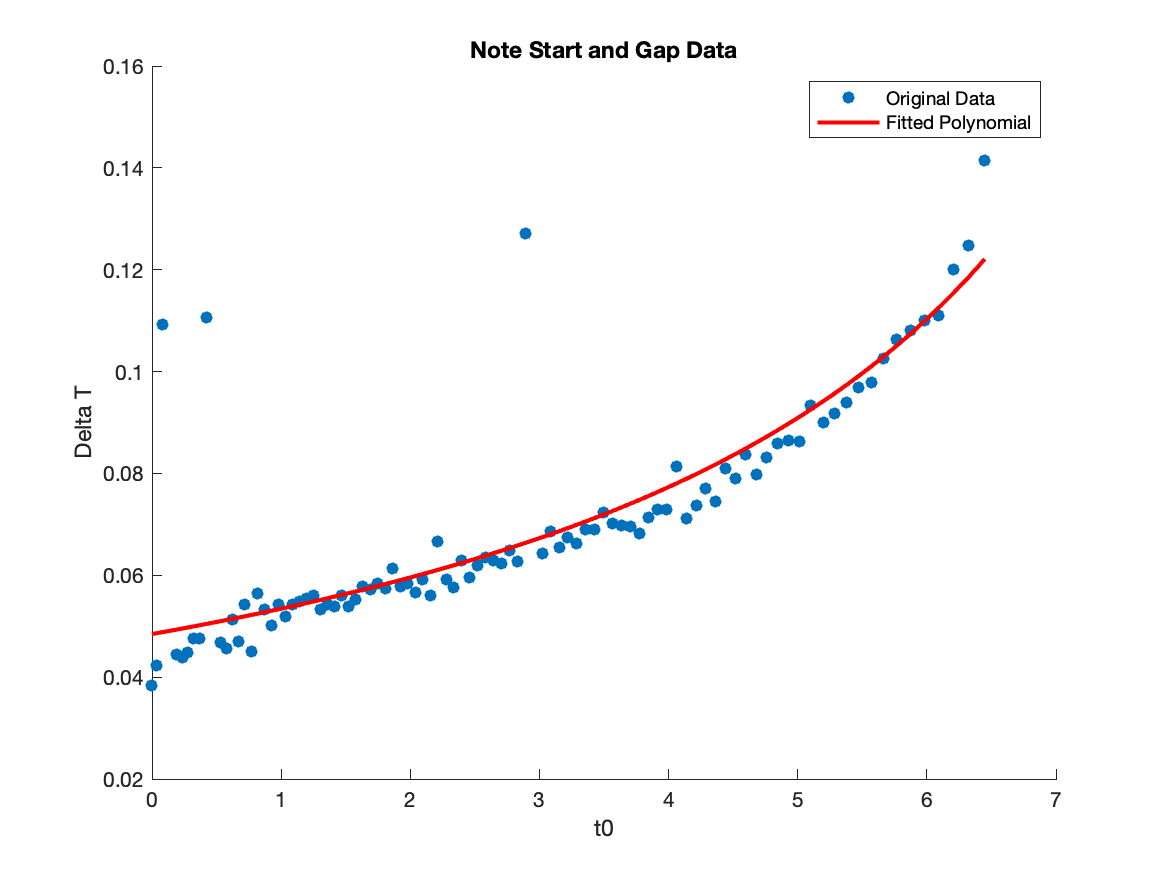 Note Start and Gap Data
0.16
0.14
0.12
0.1
0.08
0.06
0.04
0.02
Delta T
Original Data
Fitted Polynomial
0 1 2 3 4 5 6 7
t0